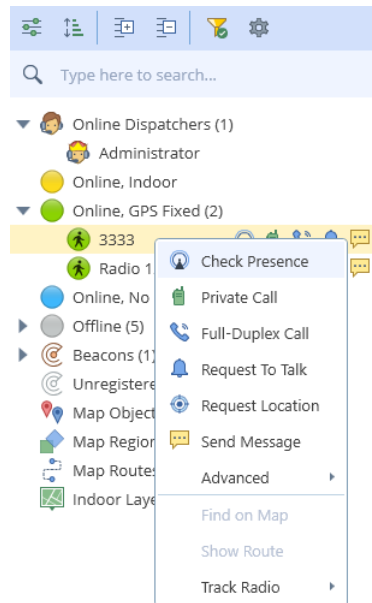 Type here to search...
Online Dispatchers (1)
Administrator
Online, Indoor
Online, GPS Fixed (2)
3333
Radio 1
Online, No
Offline (5)
Beacons (1)
Unregistere
Map Object
Map Region
Map Routes
Indoor Laye
Check Presence
Private Call
Full-Duplex Call
Request To Talk
Request Location
Send Message
Advanced
Find on Map
Show Route
Track Radio